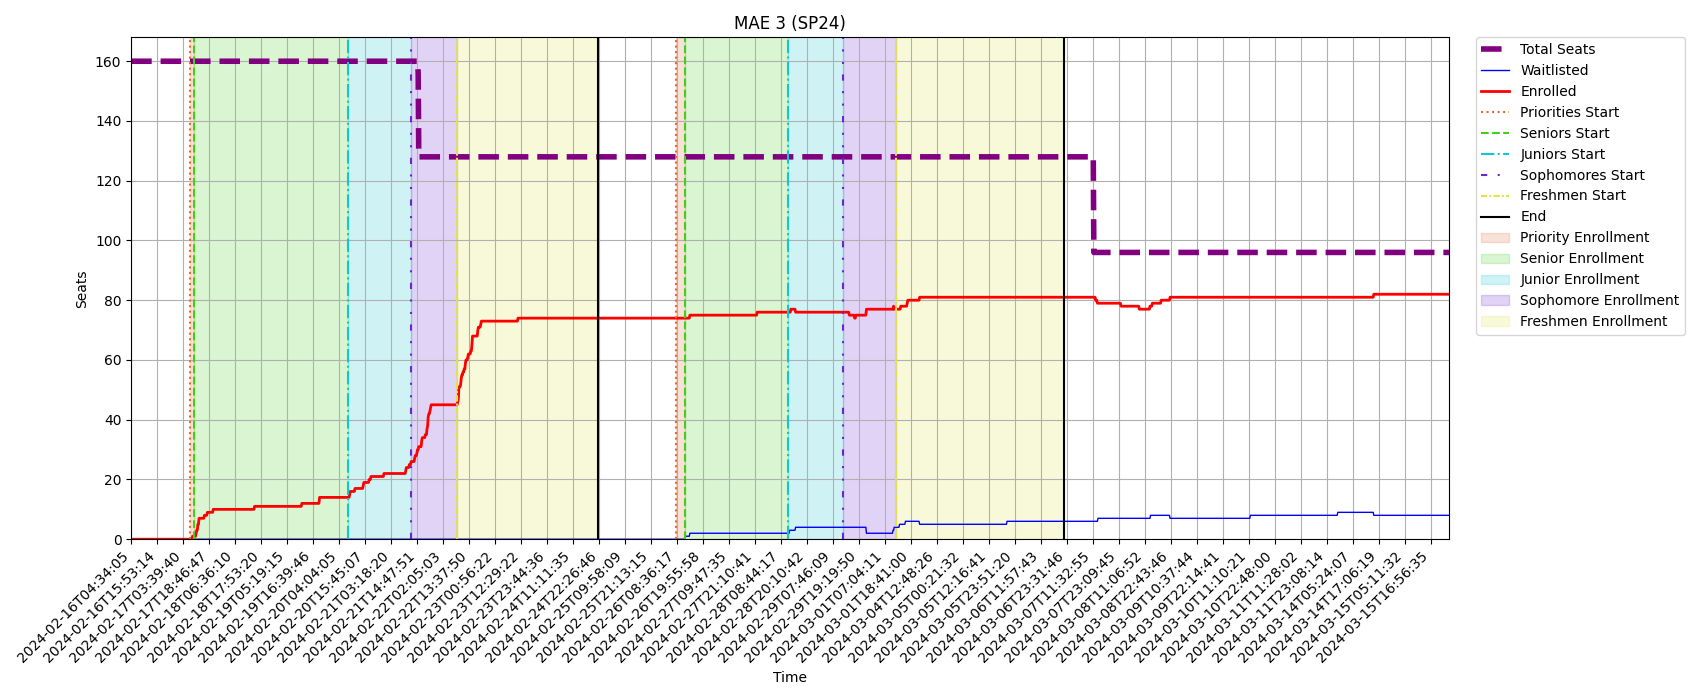 MAE 3 (SP24)
Seats
160
140
120
100
80
60
40
20
0
2024-02-16T04:34:05
2024-02-16T15:53:14
2024-02-17T03:39:40
2024-02-17T18:46:47
2024-02-18T06:36:10
2024-02-18T17:53:20
2024-02-19T05:19:15
2024-02-19T16:39:46
2024-02-20T04:04:05
2024-02-20T15:45:07
2024-02-21T03:18:20
2024-02-21T14:47:51
2024-02-22T02:05:03
2024-02-22T13:37:50
2024-02-23T00:56:22
2024-02-23T12:29:22
2024-02-23T23:44:36
2024-02-24T11:11:35
2024-02-24T22:26:46
2024-02-25T09:58:09
2024-02-25T21:13:15
2024-02-26T08:36:17
2024-02-26T19:55:58
2024-02-27T09:47:35
2024-02-27T21:10:41
2024-02-28T08:44:17
2024-02-28T20:10:42
2024-02-29T07:46:09
2024-02-29T19:19:50
2024-03-01T07:04:11
2024-03-01T18:41:00
2024-03-04T12:48:26
2024-03-05T00:21:32
2024-03-05T12:16:41
2024-03-05T23:51:20
2024-03-06T11:57:43
2024-03-06T23:31:46
2024-03-07T11:32:55
2024-03-07T23:09:45
2024-03-08T11:06:52
2024-03-08T22:43:46
2024-03-09T10:37:44
2024-03-09T22:14:41
2024-03-10T11:10:21
2024-03-10T22:48:00
2024-03-11T11:28:02
2024-03-11T23:08:14
2024-03-14T05:24:07
2024-03-14T17:06:19
2024-03-15T05:11:32
2024-03-15T16:56:35
Time
Total Seats
Waitlisted
Enrolled
Priorities Start
Seniors Start
Juniors Start
Sophomores Start
Freshmen Start
End
Priority Enrollment
Senior Enrollment
Junior Enrollment
Sophomore Enrollment
Freshmen Enrollment